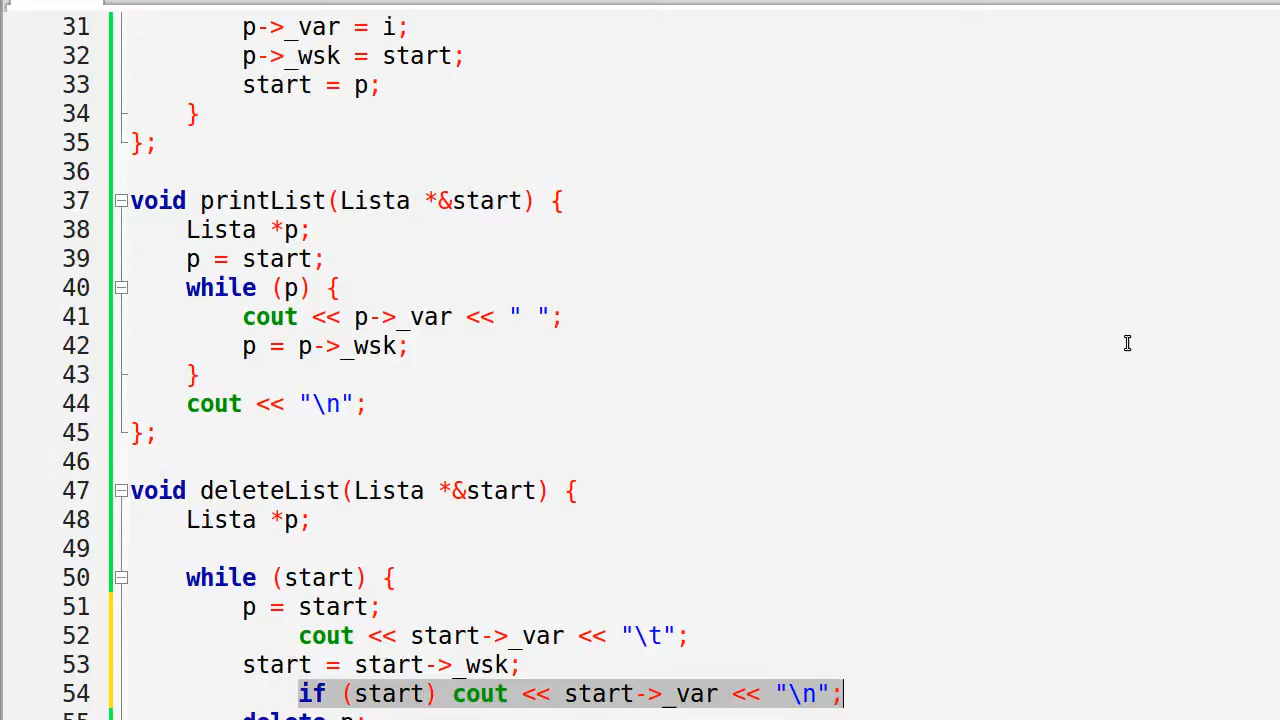 31 p->_var = i;
32 p->_wsk = start;
33 start = p;
34 }
35 };
36
37 void printList(Lista *&start) {
38 Lista *p;
39 p = start;
40 while (p) {
41 cout << p->_var << " ";
42 p = p->_wsk;
43 }
44 cout << "\n";
45 };
46
47 void deleteList(Lista *&start) {
48 Lista *p;
49
50 while (start) {
51 p = start;
52 cout << start->_var << "\t";
53 start = start->_wsk;
54 if (start) cout << start->_var << "\n";
55 delete p;